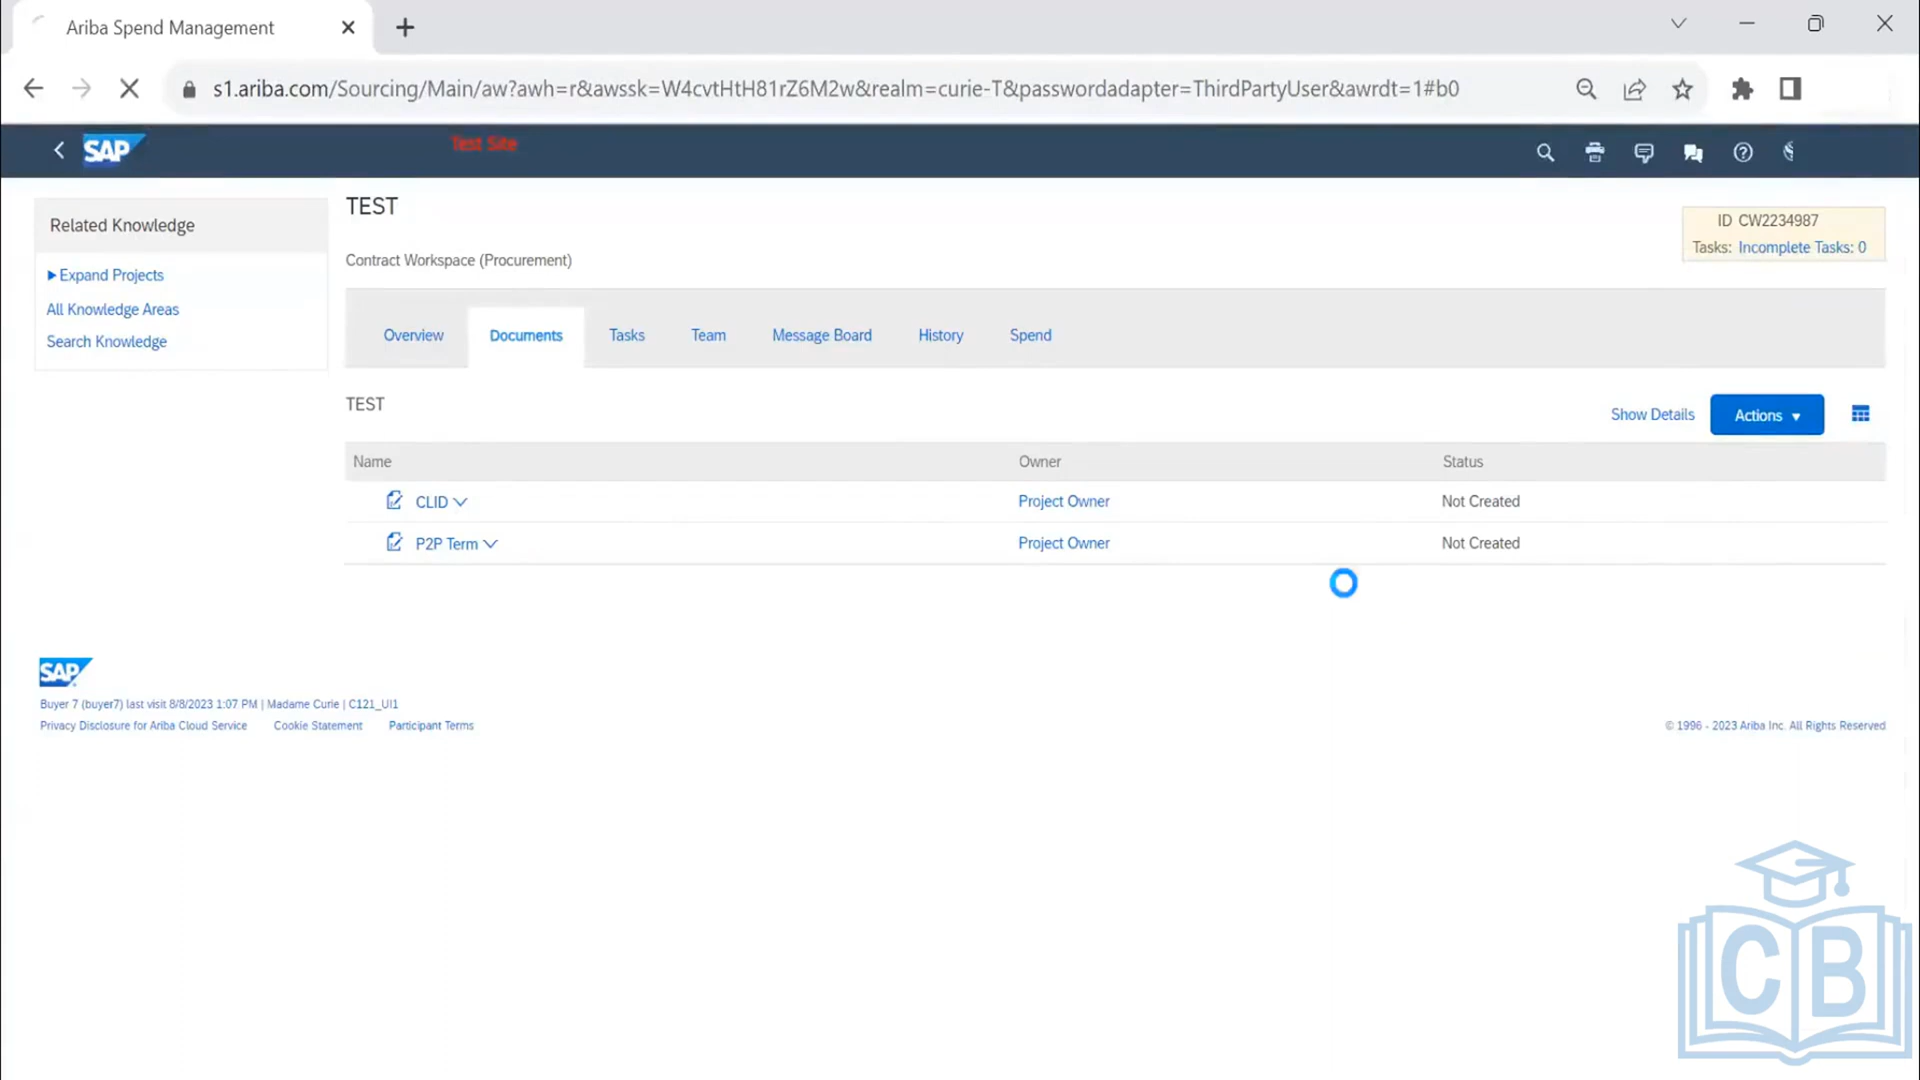 Ariba Spend Management
s1.ariba.com/Sourcing/Main/aw?awh=r&awssk=W4cvtHtH81rZ6M2w&realm=curie-T&passwordadapter=ThirdPartyUser&awrdt=1#b0
SAP
Test Site
Related Knowledge
Expand Projects
All Knowledge Areas
Search Knowledge
TEST
Contract Workspace (Procurement)
ID CW2234987
Tasks: Incomplete Tasks: 0
Overview Documents Tasks Team Message Board History Spend
TEST
Show Details Actions
Name Owner Status
CLID Project Owner Not Created
P2P Term Project Owner Not Created
SAP
Buyer 7 (buyer7) last visit 8/8/2023 1:07 PM | Madame Curie | C121_UI1
Privacy Disclosure for Ariba Cloud Service Cookie Statement Participant Terms
© 1996 - 2023 Ariba Inc. All Rights Reserved
CB